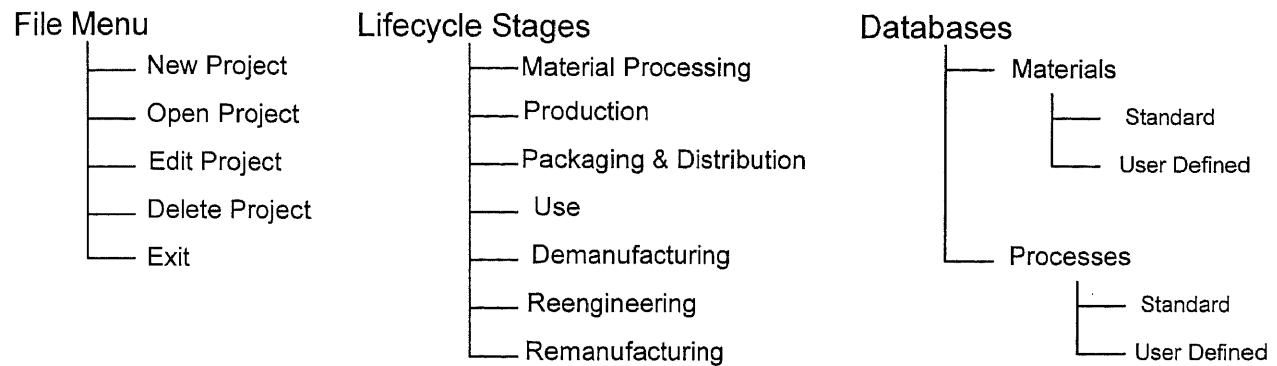 File Menu
New Project
Open Project
Edit Project
Delete Project
Exit
Lifecycle Stages
Material Processing
Production
Packaging & Distribution
Use
Demanufacturing
Reengineering
Remanufacturing
Databases
Materials
Standard
User Defined
Processes
Standard
User Defined